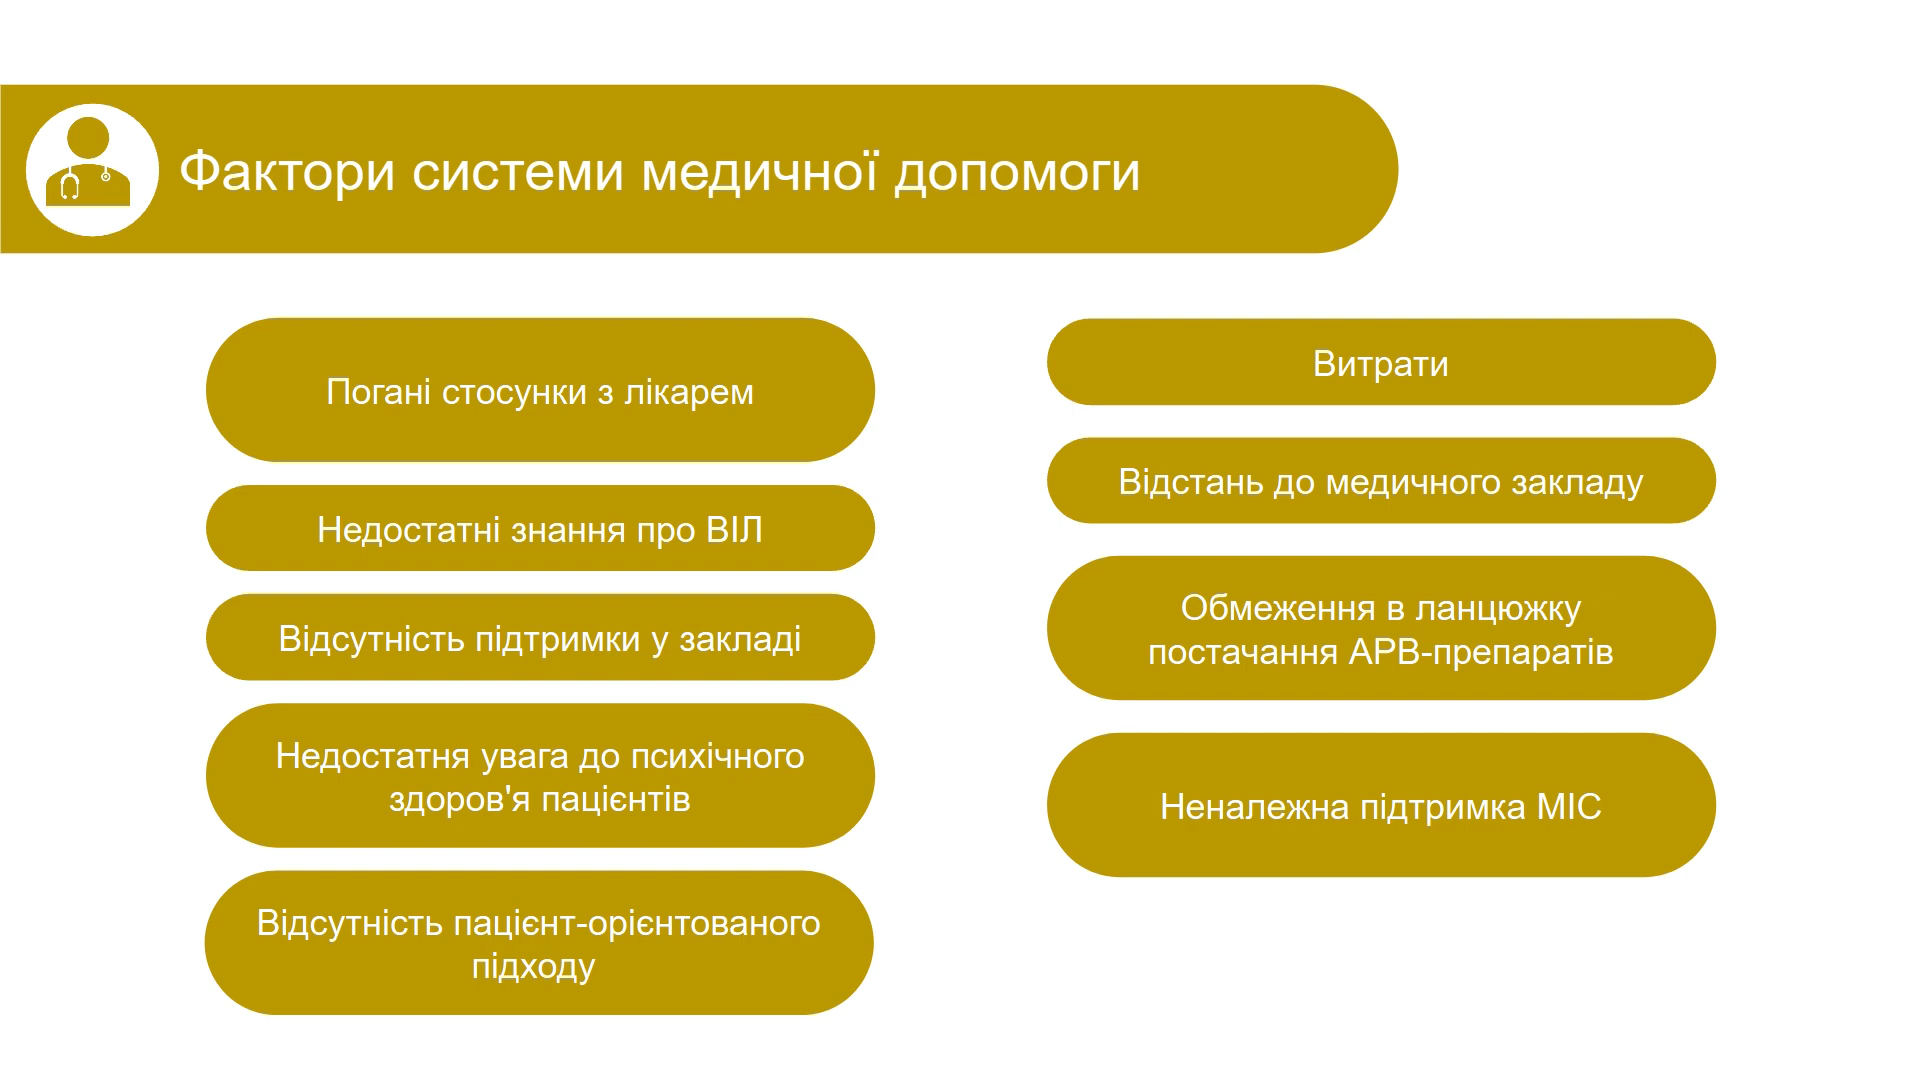 Фактори системи медичної допомоги
Погані стосунки з лікарем
Недостатні знання про ВІЛ
Відсутність підтримки у закладі
Недостатня увага до психічного
здоров'я пацієнтів
Відсутність пацієнт-орієнтованого
підходу
Витрати
Відстань до медичного закладу
Обмеження в ланцюжку
постачання АРВ-препаратів
Неналежна підтримка МІС